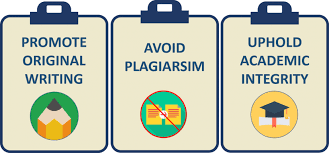 PROMOTE
ORIGINAL
WRITING
AVOID
PLAGIARSIM
UPHOLD
ACADEMIC
INTEGRITY